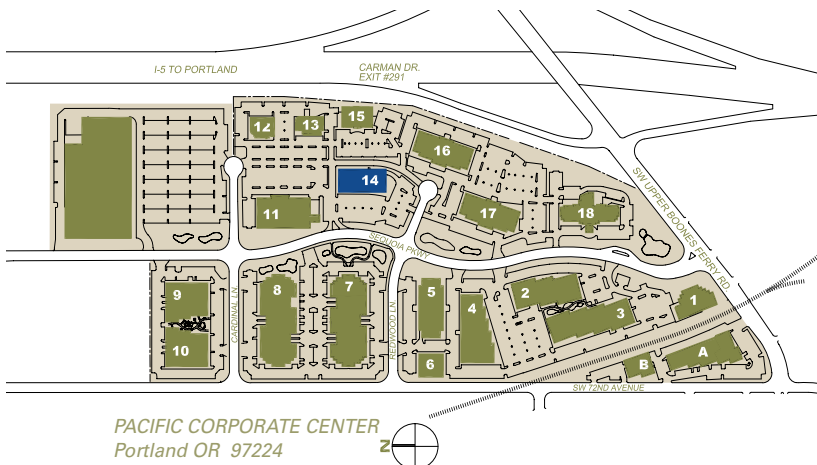 I-5 TO PORTLAND
CARMAN DR.
EXIT #291
15
12
13
16
14
11
17
18
SW UPPER BOONES FERRY RD
SEQUOIA PKWY
9
8
7
5
2
1
4
3
CARDINAL LN.
REDWOOD LN.
10
6
B
A
SW 72ND AVENUE
PACIFIC CORPORATE CENTER
Portland OR 97224
N